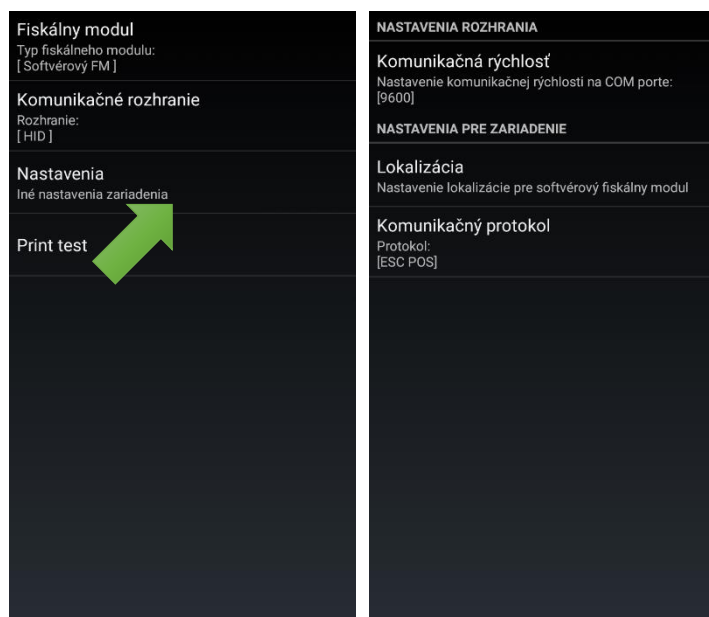 Fiskálny modul
Typ fiskálneho modulu:
[ Softvérový FM ]
Komunikačné rozhranie
Rozhranie:
[ HID ]
Nastavenia
Iné nastavenia zariadenia
Print test
NASTAVENIA ROZHRANIA
Komunikačná rýchlosť
Nastavenie komunikačnej rýchlosti na COM porte:
[9600]
NASTAVENIA PRE ZARIADENIE
Lokalizácia
Nastavenie lokalizácie pre softvérový fiskálny modul
Komunikačný protokol
Protokol:
[ESC POS]